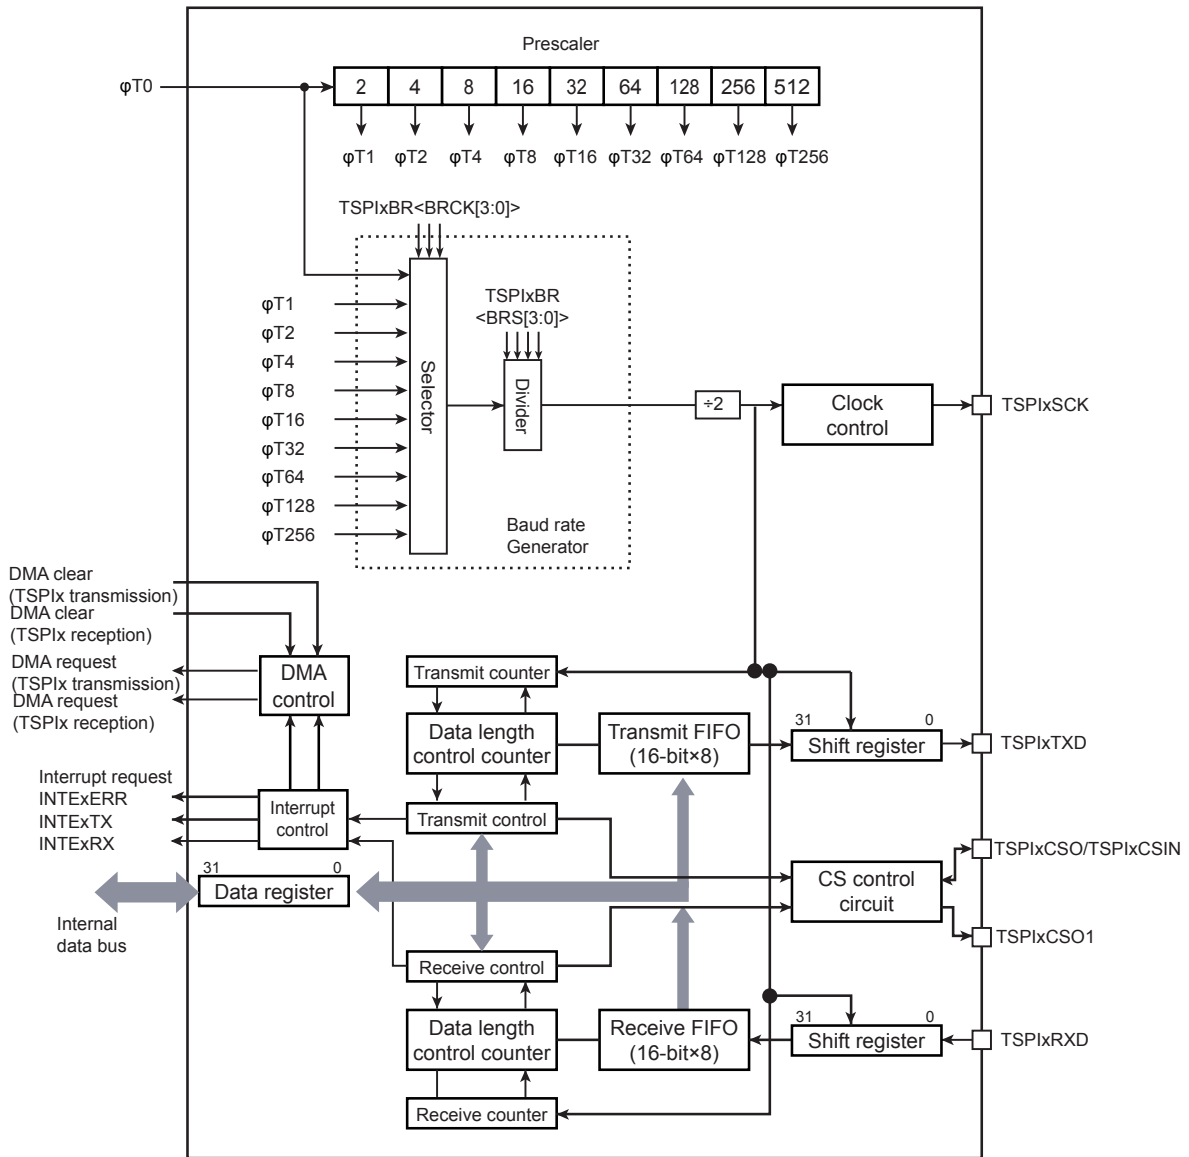 Prescaler
φT0
2 4 8 16 32 64 128 256 512
φT1 φT2 φT4 φT8 φT16 φT32 φT64 φT128 φT256
TSPIxBR<BRCK[3:0]>
φT1
φT2
φT4
φT8
φT16
φT32
φT64
φT128
φT256
Selector
TSPIxBR
<BRS[3:0]>
Divider
Baud rate
Generator
÷2
Clock
control
TSPIxSCK
DMA clear
(TSPIx transmission)
DMA clear
(TSPIx reception)
DMA request
(TSPIx transmission)
DMA request
(TSPIx reception)
DMA
control
Interrupt request
INTExERR
INTExTX
INTExRX
Interrupt
control
31 0
Data register
Internal
data bus
Transmit counter
Data length
control counter
Transmit control
Transmit FIFO
(16-bit×8)
31 0
Shift register
TSPIxTXD
TSPIxCSO/TSPIxCSIN
CS control
circuit
TSPIxCSO1
Receive control
Data length
control counter
Receive counter
Receive FIFO
(16-bit×8)
31 0
Shift register
TSPIxRXD